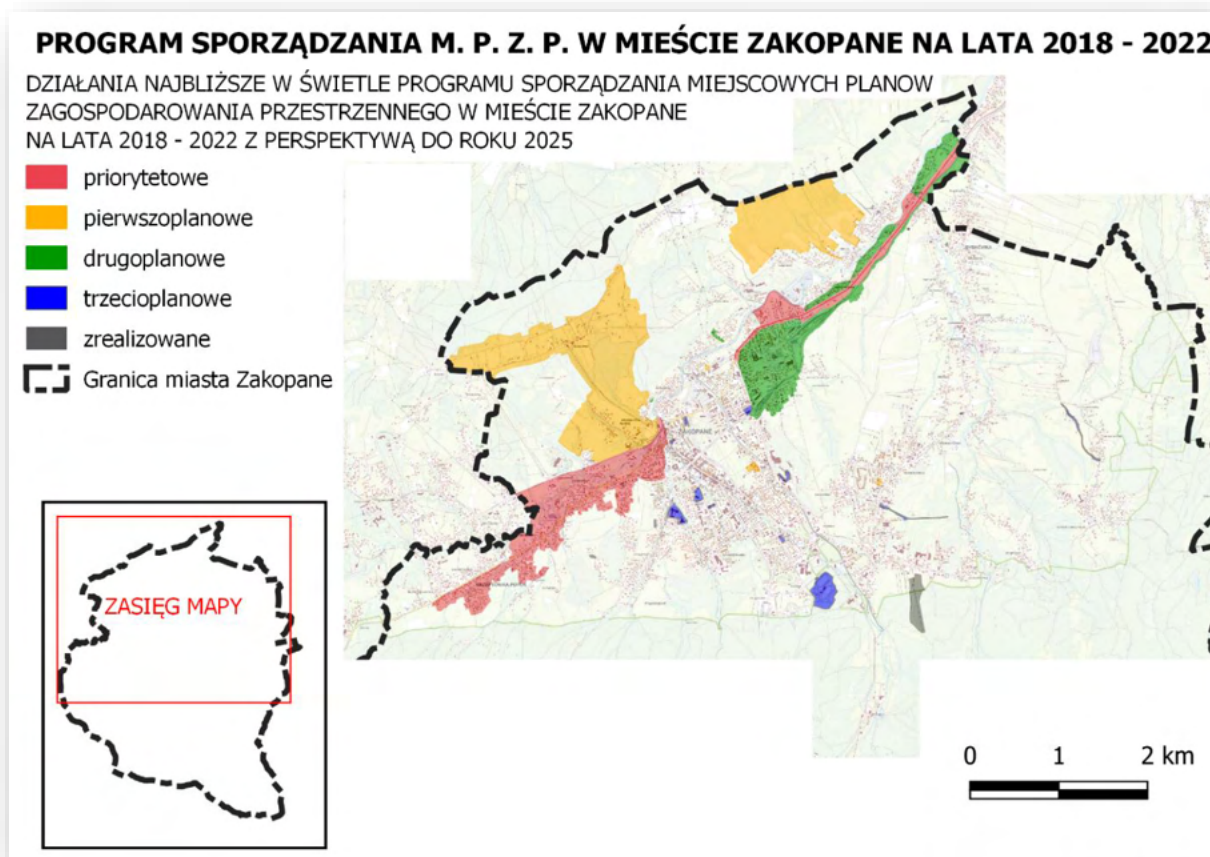 PROGRAM SPORZĄDZANIA M. P. Z. P. W MIEŚCIE ZAKOPANE NA LATA 2018 - 2022
DZIAŁANIA NAJBLIŻSZE W ŚWIETLE PROGRAMU SPORZĄDZANIA MIEJSCOWYCH PLANOW
ZAGOSPODAROWANIA PRZESTRZENNEGO W MIEŚCIE ZAKOPANE
NA LATA 2018 - 2022 Z PERSPEKTYWĄ DO ROKU 2025
priorytetowe
pierwszoplanowe
drugoplanowe
trzecioplanowe
zrealizowane
Granica miasta Zakopane
ZAKOPANE
ZASIĘG MAPY
0 1 2 km